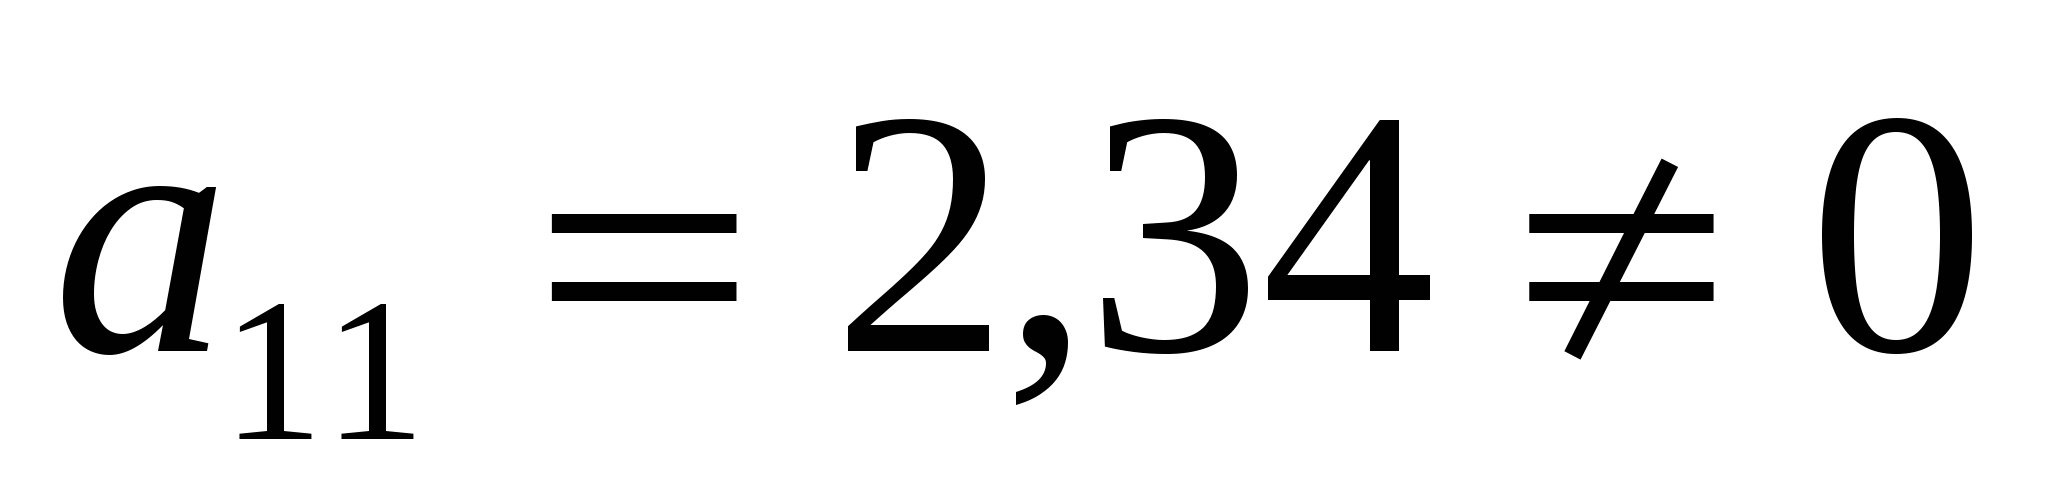 a₁₁ = 2,34 ≠ 0